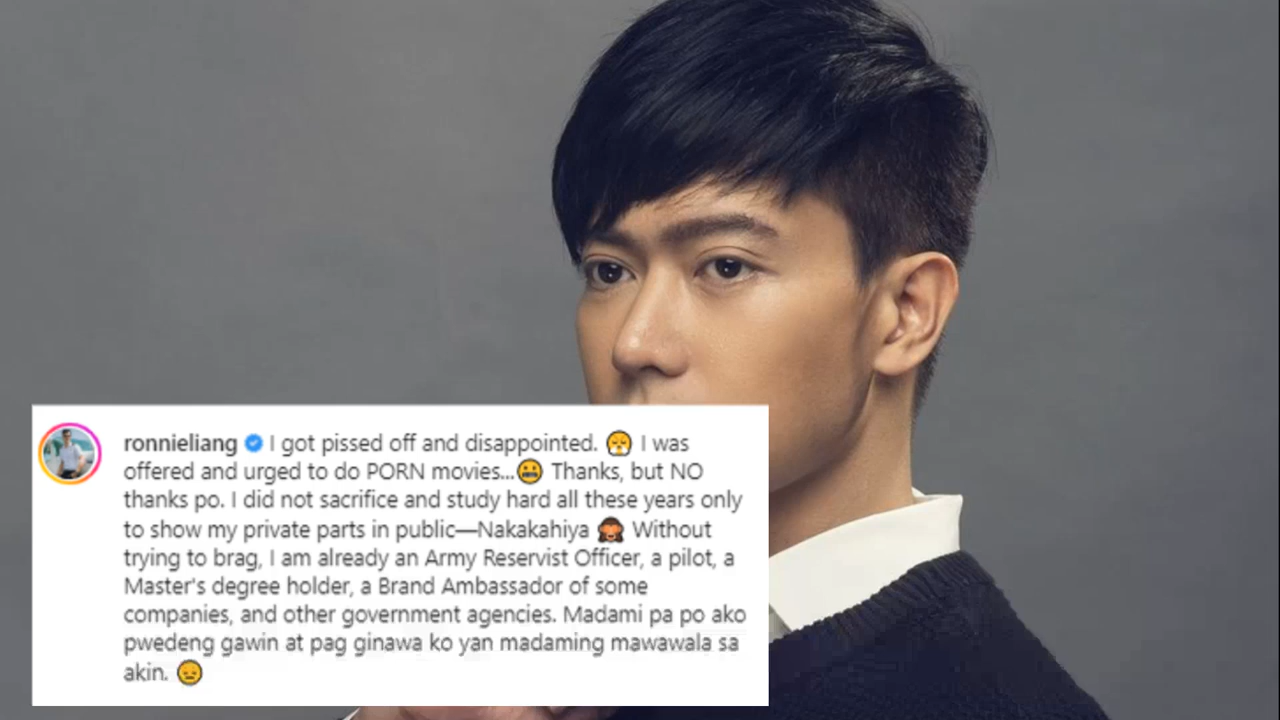 ronnieliang I got pissed off and disappointed. 😤 I was
offered and urged to do PORN movies...😬 Thanks, but NO
thanks po. I did not sacrifice and study hard all these years only
to show my private parts in public—Nakakahiya 🙈 Without
trying to brag, I am already an Army Reservist Officer, a pilot, a
Master's degree holder, a Brand Ambassador of some
companies, and other government agencies. Madami pa po ako
pwedeng gawin at pag ginawa ko yan madaming mawawala sa
akin. 😞